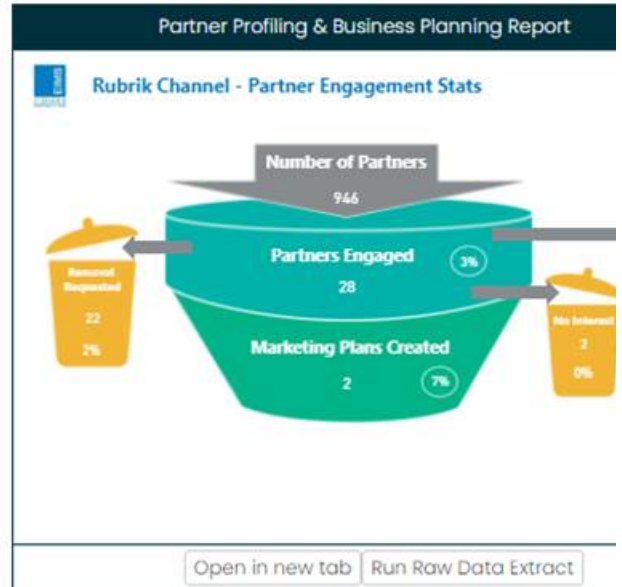 Partner Profiling & Business Planning Report
Rubrik Channel - Partner Engagement Stats
Number of Partners
946
Partners Engaged
3%
28
Removal
Requested
22
2%
No Interest
2
0%
Marketing Plans Created
2
7%
Open in new tab
Run Raw Data Extract